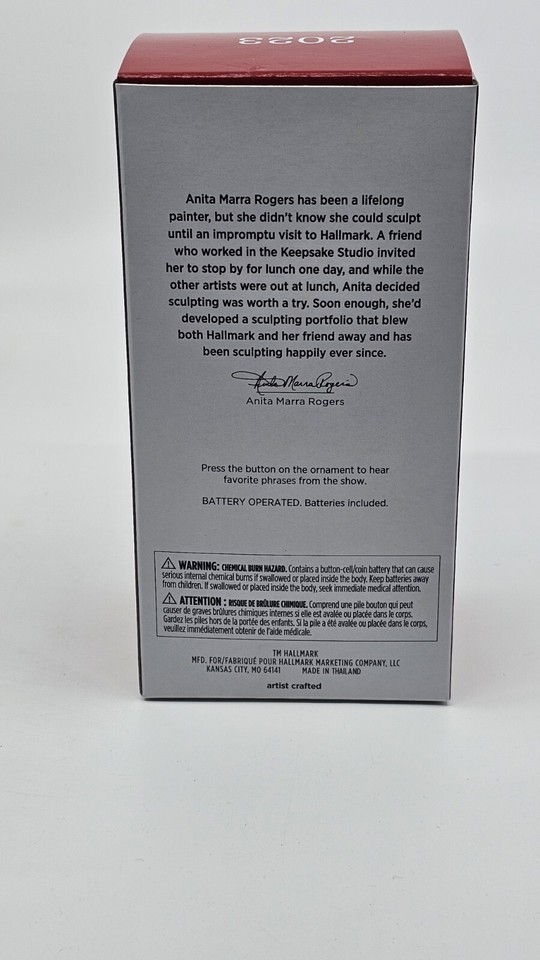 2023
Anita Marra Rogers has been a lifelong
painter, but she didn't know she could sculpt
until an impromptu visit to Hallmark. A friend
who worked in the Keepsake Studio invited
her to stop by for lunch one day, and while the
other artists were out at lunch, Anita decided
sculpting was worth a try. Soon enough, she'd
developed a sculpting portfolio that blew
both Hallmark and her friend away and has
been sculpting happily ever since.
Anita Marra Rogers
Anita Marra Rogers
Press the button on the ornament to hear
favorite phrases from the show.
BATTERY OPERATED. Batteries included.
⚠ WARNING: CHEMICAL BURN HAZARD. Contains a button-cell/coin battery that can cause
serious internal chemical burns if swallowed or placed inside the body. Keep batteries away
from children. If swallowed or placed inside the body, seek immediate medical attention.
⚠ ATTENTION : RISQUE DE BRÛLURE CHIMIQUE. Comprend une pile bouton qui peut
causer de graves brûlures chimiques internes si elle est avalée ou placée dans le corps.
Gardez les piles hors de la portée des enfants. Si la pile a été avalée ou placée dans le corps,
veuillez immédiatement obtenir de l'aide médicale.
TM HALLMARK
MFD. FOR/FABRIQUÉ POUR HALLMARK MARKETING COMPANY, LLC
KANSAS CITY, MO 64141 MADE IN THAILAND
artist crafted